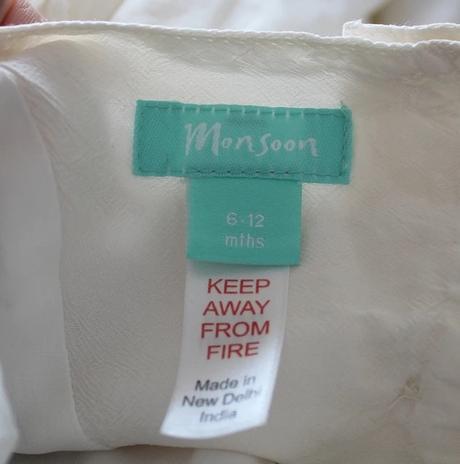 Monsoon
6-12
mths
KEEP
AWAY
FROM
FIRE
Made in
New Delhi
India